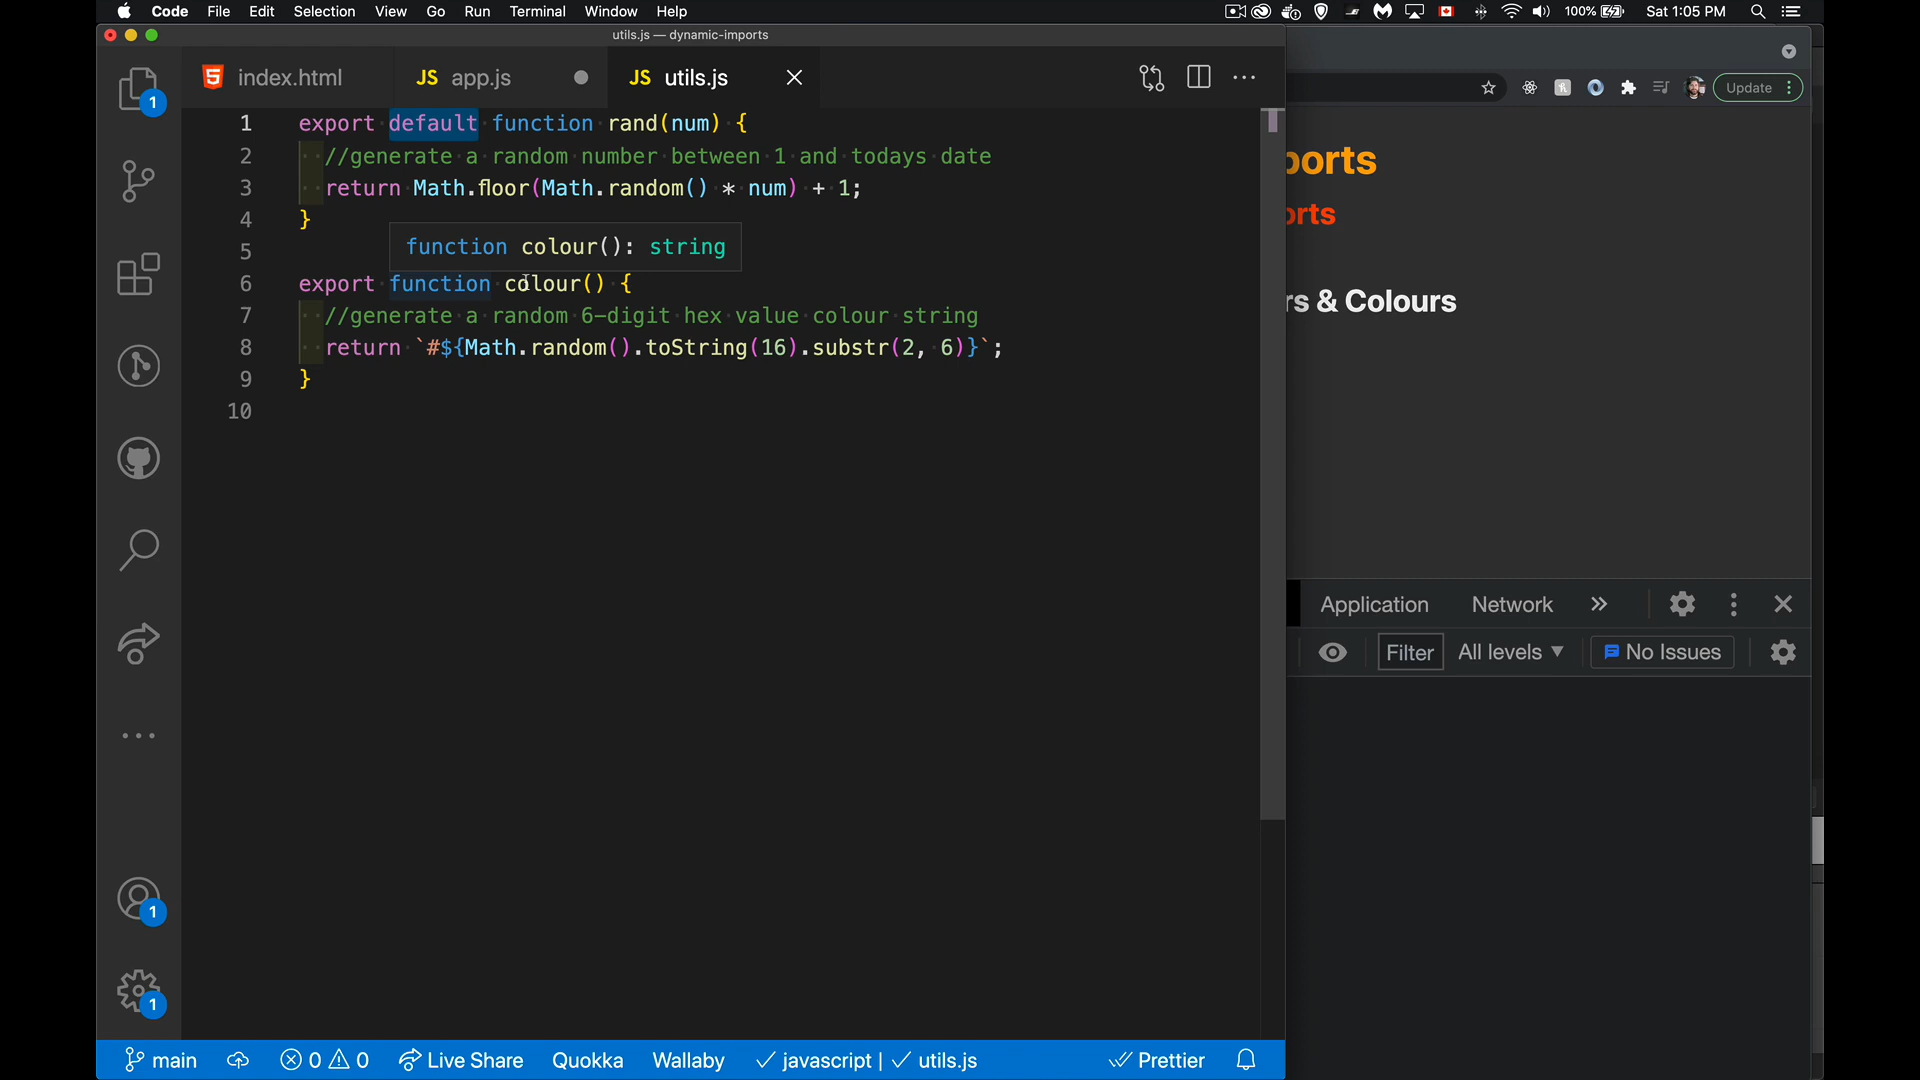 Code File Edit Selection View Go Run Terminal Window Help
100% Sat 1:05 PM
utils.js — dynamic-imports
index.html
JS app.js
JS utils.js
Update
1 export default function rand(num) {
2 //generate a random number between 1 and todays date
3 return Math.floor(Math.random() * num) + 1;
4 }
5
function colour(): string
6 export function colour() {
7 //generate a random 6-digit hex value colour string
8 return `#${Math.random().toString(16).substr(2, 6)}`;
9 }
10
ports
orts
rs & Colours
1
Application Network
Filter All levels No Issues
1
1
main 0 0 Live Share Quokka Wallaby javascript | utils.js Prettier